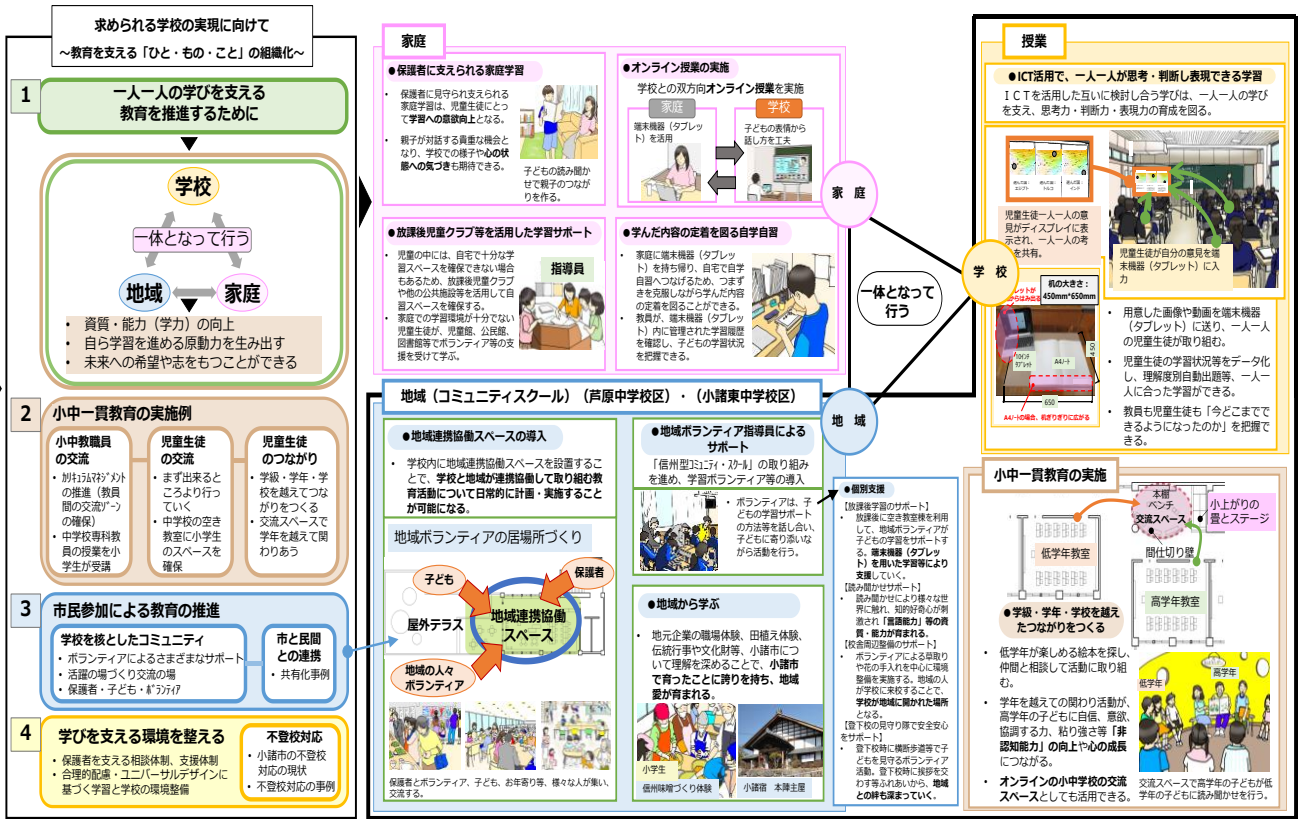 求められる学校の実現に向けて
～教育を支える「ひと・もの・こと」の組織化～
1
一人一人の学びを支える
教育を推進するために
学校
一体となって行う
地域
家庭
• 資質・能力（学力）の向上
• 自ら学習を進める原動力を生み出す
• 未来への希望や志をもつことができる
2
小中一貫教育の実施例
小中教職員
の交流
• ｶﾘｷｭﾗﾑﾏﾈｼﾞﾒﾝﾄ
の推進（教員
間の交流ｿﾞｰﾝ
の確保）
• 中学校専科教
員の授業を小
学生が受講
児童生徒
の交流
• まず出来ると
ころより行っ
ていく
• 中学校の空き
教室に小学生
のスペースを
確保
児童生徒
のつながり
• 学級・学年・学
校を越えてつな
がりをつくる
• 交流スペースで
学年を越えて関
わりあう
3
市民参加による教育の推進
学校を核としたコミュニティ
• ボランティアによるさまざまなサポート
• 活躍の場づくり交流の場
• 保護者・子ども・ﾎﾞﾗﾝﾃｨｱ
市と民間
との連携
• 共有化事例
4
学びを支える環境を整える
• 保護者を支える相談体制、支援体制
• 合理的配慮・ユニバーサルデザインに
基づく学習と学校の環境整備
不登校対応
• 小諸市の不登校
対応の現状
• 不登校対応の事例
家庭
●保護者に支えられる家庭学習
• 保護者に見守られ支えられる
家庭学習は、児童生徒にとっ
て学習への意欲向上となる。
• 親子が対話する貴重な機会と
なり、学校での様子や心の状
態への気づきも期待できる。
子どもの読み聞か
せで親子のつなが
りを作る。
●オンライン授業の実施
学校との双方向オンライン授業を実施
家庭
端末機器（タブレッ
ト）を活用
学校
子どもの表情から
話し方を工夫
●放課後児童クラブ等を活用した学習サポート
• 児童の中には、自宅で十分な学
習スペースを確保できない場合
もあるため、放課後児童クラブ
や他の公共施設等を活用して自
習スペースを確保する。
• 家庭での学習環境が十分でない
児童生徒が、児童館、公民館、
図書館等でボランティア等の支
援を受けて学ぶ。
指導員
●学んだ内容の定着を図る自学自習
• 家庭に端末機器（タブレッ
ト）を持ち帰り、自宅で自学
自習へつなげるため、つまず
きを克服しながら学んだ内容
の定着を図ることができる。
• 教員が、端末機器（タブレッ
ト）内に管理された学習履歴
を確認し、子どもの学習状況
を把握できる。
家 庭
学 校
地 域
一体となって
行う
授業
●ICT活用で、一人一人が思考・判断し表現できる学習
ＩＣＴを活用した互いに検討し合う学びは、一人一人の学び
を支え、思考力・判断力・表現力の育成を図る。
選んだ国：
エジプト
選んだ国：
トルコ
選んだ国：
インド
児童生徒一人一人の意
見がディスプレイに表
示され、一人一人の考
を共有。
児童生徒が自分の意見を端
末機器（タブレット）に入
力
机の大きさ：
450mm*650mm
10ｲﾝﾁ
ﾀﾌﾞﾚｯﾄ
A4ﾉｰﾄ
450
650
A4ﾉｰﾄの場合、机ぎりぎりに広がる
• 用意した画像や動画を端末機器
（タブレット）に送り、一人一人
の児童生徒が取り組む。
• 児童生徒の学習状況等をデータ化
し、理解度別自動出題等、一人一
人に合った学習ができる。
• 教員も児童生徒も「今どこまでで
きるようになったのか」を把握で
きる。
地域（コミュニティスクール）（芦原中学校区）・（小諸東中学校区）
●地域連携協働スペースの導入
• 学校内に地域連携協働スペースを設置するこ
とで、学校と地域が連携協働して取り組む教
育活動について日常的に計画・実施すること
が可能になる。
地域ボランティアの居場所づくり
子ども
保護者
屋外テラス
地域連携協働
スペース
地域の人々
ボランティア
保護者とボランティア、子ども、お年寄り等、様々な人が集い、
交流する。
●地域ボランティア指導員による
サポート
「信州型ｺﾐｭﾆﾃｨ・ｽｸｰﾙ」の取り組み
を進め、学習ボランティア等の導入
• ボランティアは、子
どもの学習サポート
の方法等を話し合い、
子どもに寄り添いな
がら活動を行う。
●地域から学ぶ
• 地元企業の職場体験、田植え体験、
伝統行事や文化財等、小諸市につ
いて理解を深めることで、小諸市
で育ったことに誇りを持ち、地域
愛が育まれる。
小学生
信州味噌づくり体験
小諸宿　本陣主屋
●個別支援
【放課後学習のサポート】
• 放課後に空き教室棟を利用
して、地域ボランティアが
子どもの学習をサポートす
る。端末機器（タブレッ
ト）を用いた学習等により
支援していく。
【読み聞かせサポート】
• 読み聞かせにより様々な世
界に触れ、知的好奇心が刺
激され「言語能力」等の資
質・能力が育まれる。
【校舎周辺整備のサポート】
• ボランティアによる草取り
や花の手入れを中心に環境
整備を実施する。地域の人
が学校に来校することで、
学校が地域に開かれた場所
となる。
【登下校の見守り隊で安全安心
をサポート】
• 登下校時に横断歩道等で子
どもを見守るボランティア
活動。登下校時に挨拶を交
わす等ふれあいから、地域
との絆も深まっていく。
小中一貫教育の実施
本棚
ベンチ
交流スペース
小上がりの
畳とステージ
低学年教室
間仕切り壁
高学年教室
●学級・学年・学校を越え
たつながりをつくる
• 低学年が楽しめる絵本を探し、
仲間と相談して活動に取り組
む。
• 学年を越えての関わり活動が、
高学年の子どもに自信、意欲、
協調する力、粘り強さ等「非
認知能力」の向上や心の成長
につながる。
• オンラインの小中学校の交流
スペースとしても活用できる。
低学年
高学年
交流スペースで高学年の子どもが低
学年の子どもに読み聞かせを行う。